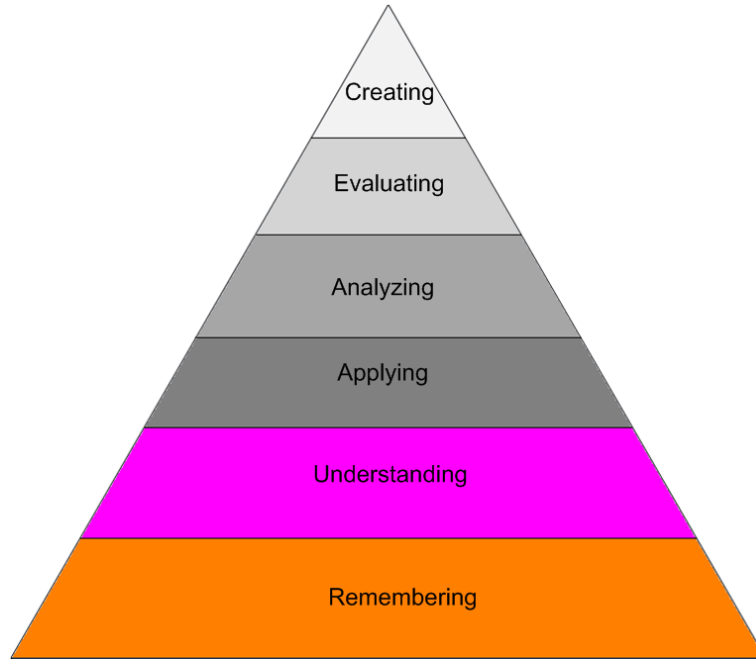 Creating
Evaluating
Analyzing
Applying
Understanding
Remembering